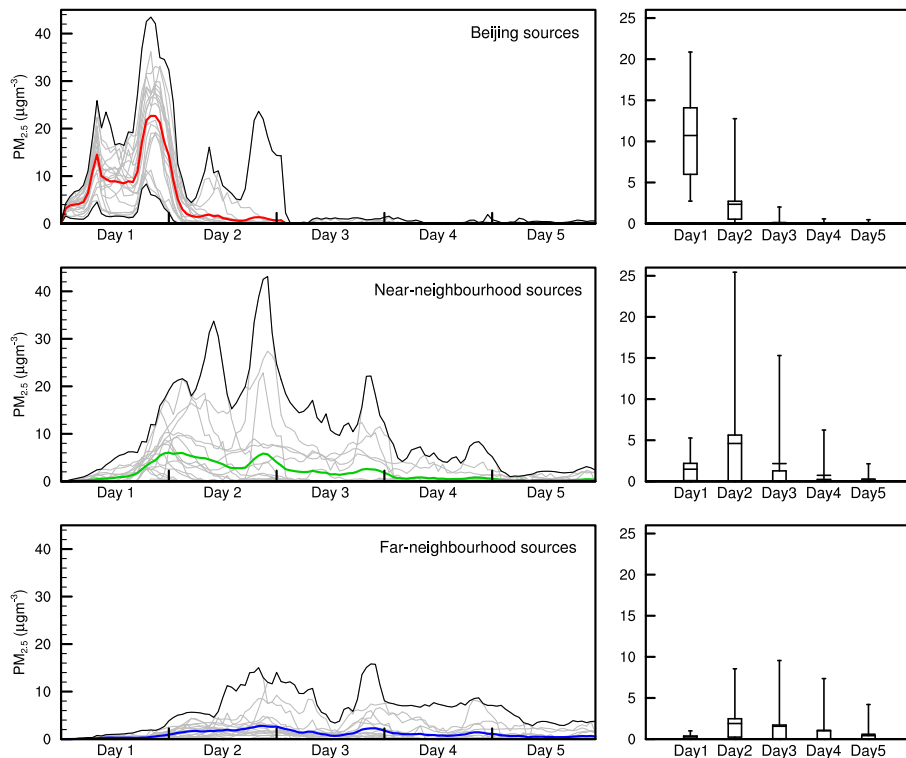 Beijing sources
PM2.5 (μgm-3)
40
30
20
10
0
Day 1 Day 2 Day 3 Day 4 Day 5
25
20
15
10
5
0
Day1 Day2 Day3 Day4 Day5
Near-neighbourhood sources
PM2.5 (μgm-3)
40
30
20
10
0
Day 1 Day 2 Day 3 Day 4 Day 5
25
20
15
10
5
0
Day1 Day2 Day3 Day4 Day5
Far-neighbourhood sources
PM2.5 (μgm-3)
40
30
20
10
0
Day 1 Day 2 Day 3 Day 4 Day 5
25
20
15
10
5
0
Day1 Day2 Day3 Day4 Day5